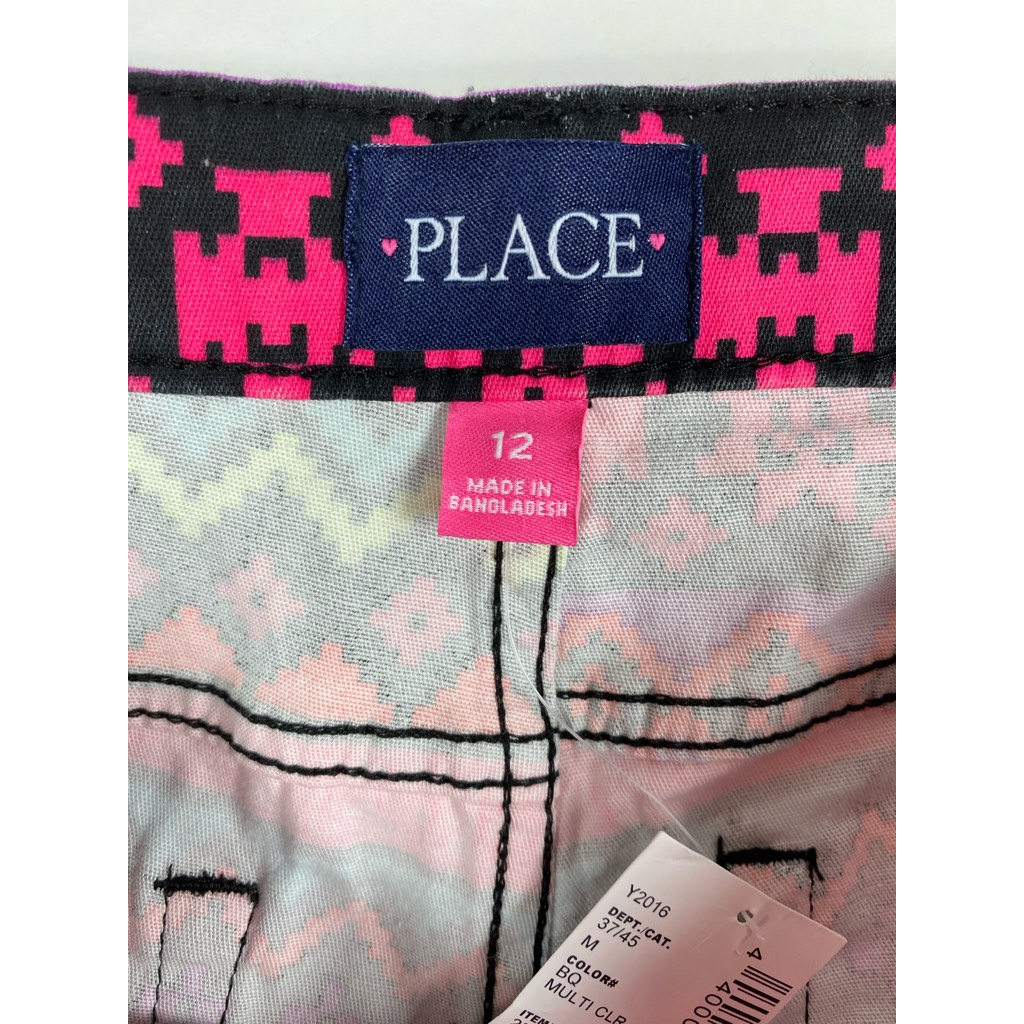 PLACE
12
MADE IN
BANGLADESH
Y2016
DEPT./CAT.
37/45
M
COLOR#
BQ
MULTI CLR